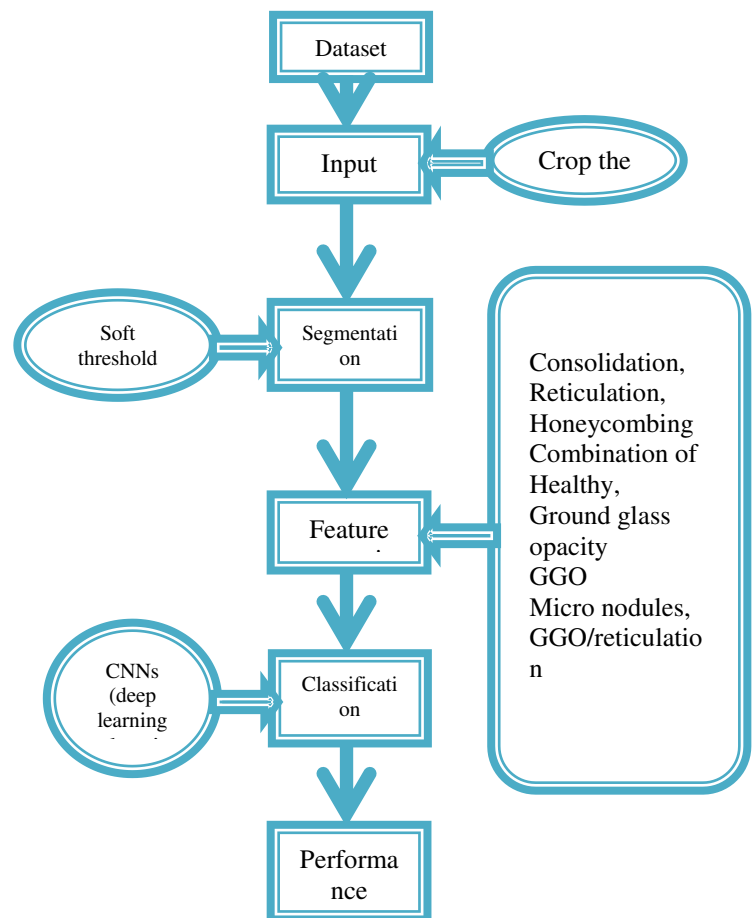 Dataset
Input
Crop the
Soft
threshold
Segmentati
on
Consolidation,
Reticulation,
Honeycombing
Combination of
Healthy,
Ground glass
opacity
GGO
Micro nodules,
GGO/reticulatio
n
Feature
CNNs
(deep
learning
Classificati
on
Performa
nce